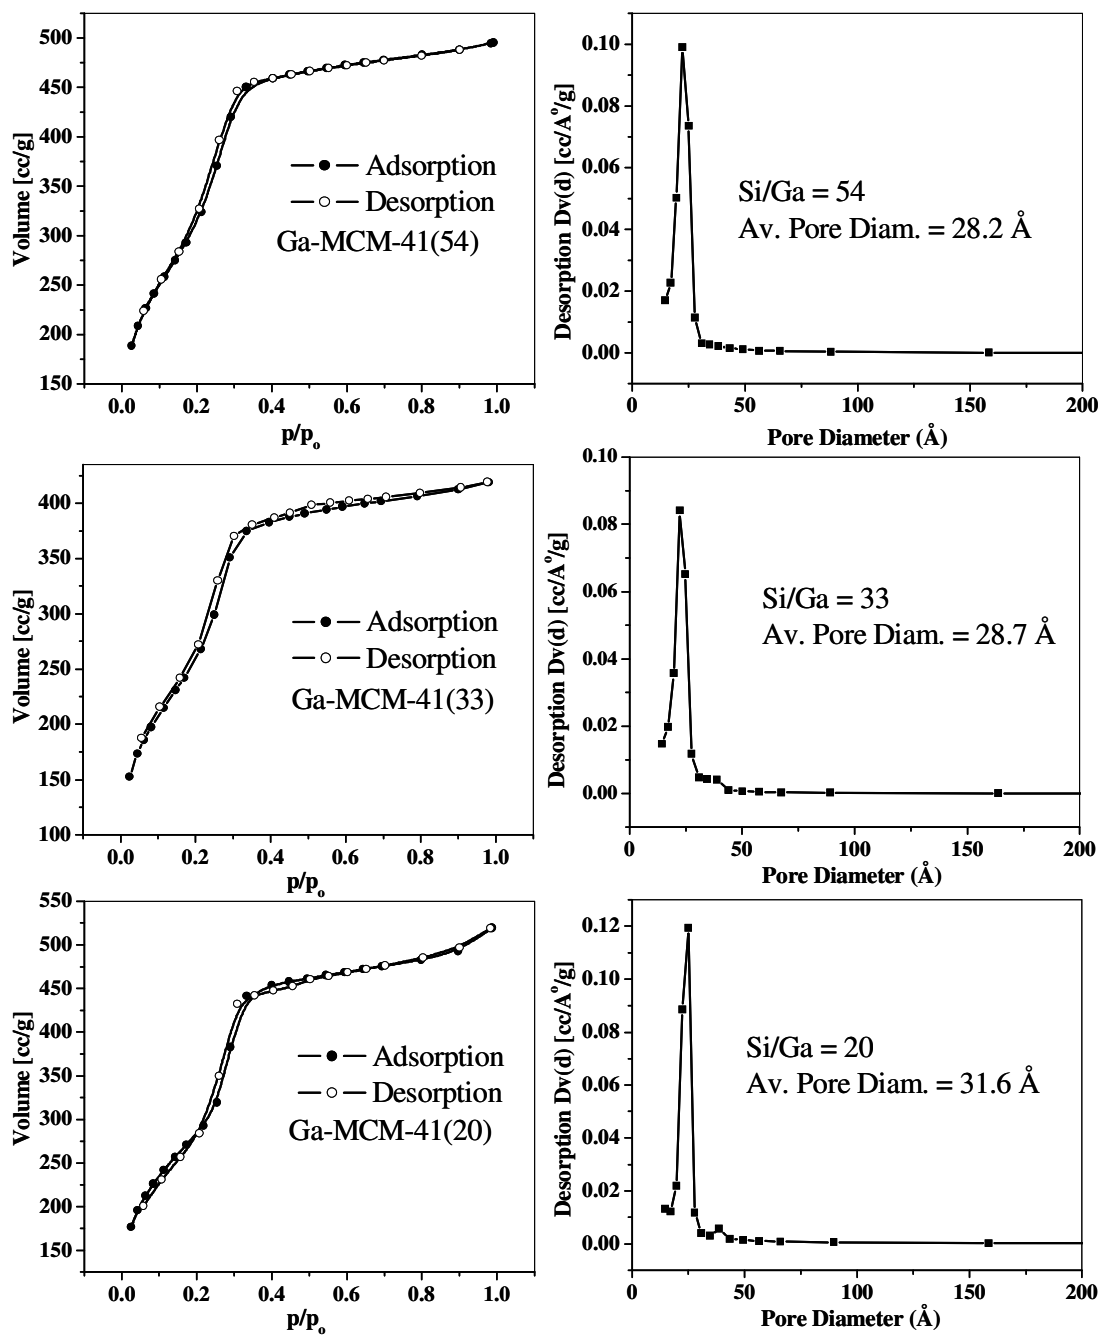 500
450
400
350
300
250
200
150
0.0 0.2 0.4 0.6 0.8 1.0
Volume [cc/g]
p/p₀
Adsorption
Desorption
Ga-MCM-41(54)
0.10
0.08
0.06
0.04
0.02
0.00
0 50 100 150 200
Desorption Dv(d) [cc/A°/g]
Pore Diameter (Å)
Si/Ga = 54
Av. Pore Diam. = 28.2 Å
400
300
200
150
100
0.0 0.2 0.4 0.6 0.8 1.0
Volume [cc/g]
p/p₀
Adsorption
Desorption
Ga-MCM-41(33)
0.10
0.08
0.06
0.04
0.02
0.00
0 50 100 150 200
Desorption Dv(d) [cc/A°/g]
Pore Diameter (Å)
Si/Ga = 33
Av. Pore Diam. = 28.7 Å
550
500
450
400
350
300
250
200
150
0.0 0.2 0.4 0.6 0.8 1.0
Volume [cc/g]
p/p₀
Adsorption
Desorption
Ga-MCM-41(20)
0.12
0.10
0.08
0.06
0.04
0.02
0.00
0 50 100 150 200
Desorption Dv(d) [cc/A°/g]
Pore Diameter (Å)
Si/Ga = 20
Av. Pore Diam. = 31.6 Å